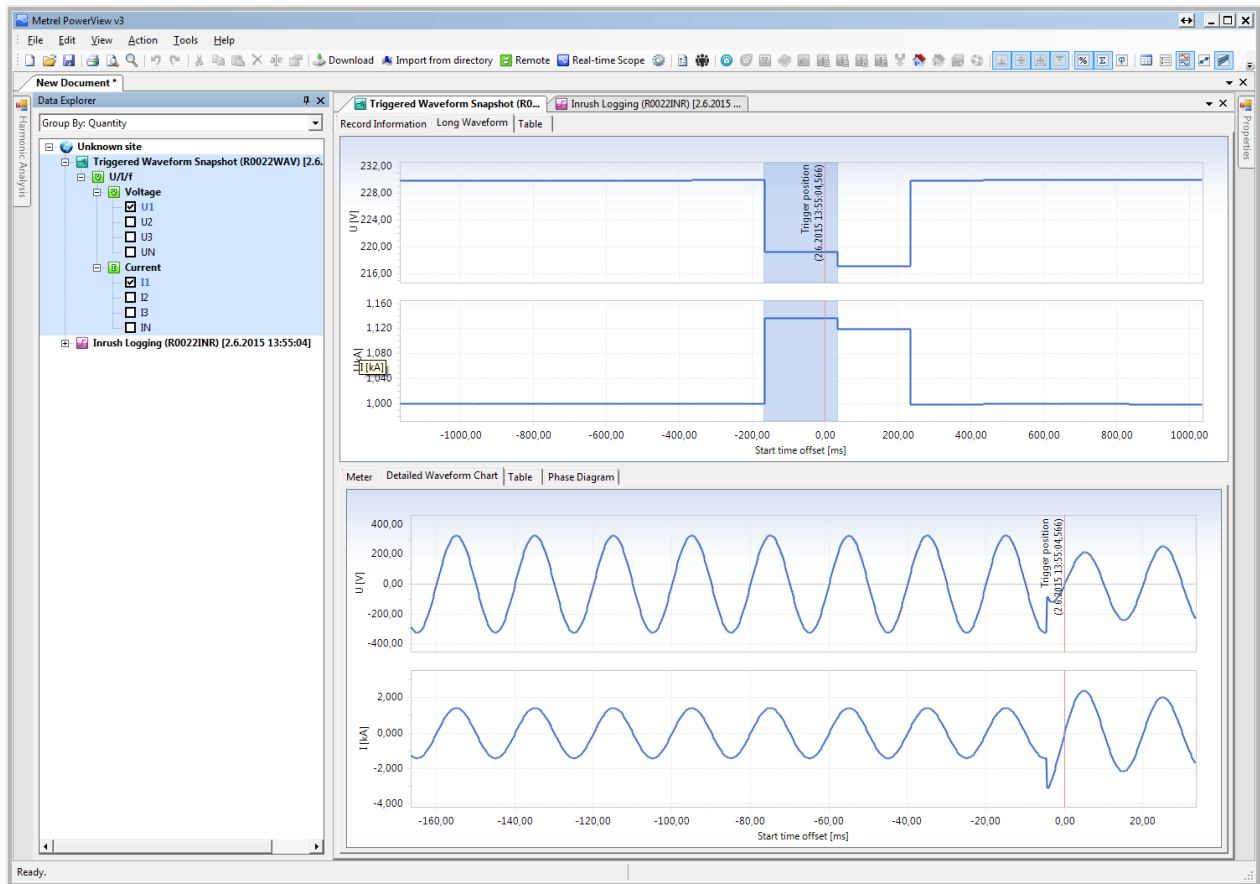 Metrel PowerView v3
File Edit View Action Tools Help
Download Import from directory Remote Real-time Scope
New Document *
Data Explorer
Group By: Quantity
Unknown site
Triggered Waveform Snapshot (R0022WAV) [2.6.
U/I/f
Voltage
U1
U2
U3
UN
Current
I1
I2
I3
IN
Inrush Logging (R0022INR) [2.6.2015 13:55:04]
Harmonic Analysis
Properties
Triggered Waveform Snapshot (R0... Inrush Logging (R0022INR) [2.6.2015 ...
Record Information Long Waveform Table
232,00
228,00
224,00
220,00
216,00
U [V]
Trigger position
(2.6.2015 13:55:04,566)
1,160
1,120
1,080
1,040
1,000
I [kA]
-1000,00 -800,00 -600,00 -400,00 -200,00 0,00 200,00 400,00 600,00 800,00 1000,00
Start time offset [ms]
Meter Detailed Waveform Chart Table Phase Diagram
400,00
200,00
0,00
-200,00
-400,00
U [V]
Trigger position
(2.6.2015 13:55:04,566)
2,000
0,000
-2,000
-4,000
I [kA]
-160,00 -140,00 -120,00 -100,00 -80,00 -60,00 -40,00 -20,00 0,00 20,00
Start time offset [ms]
Ready.